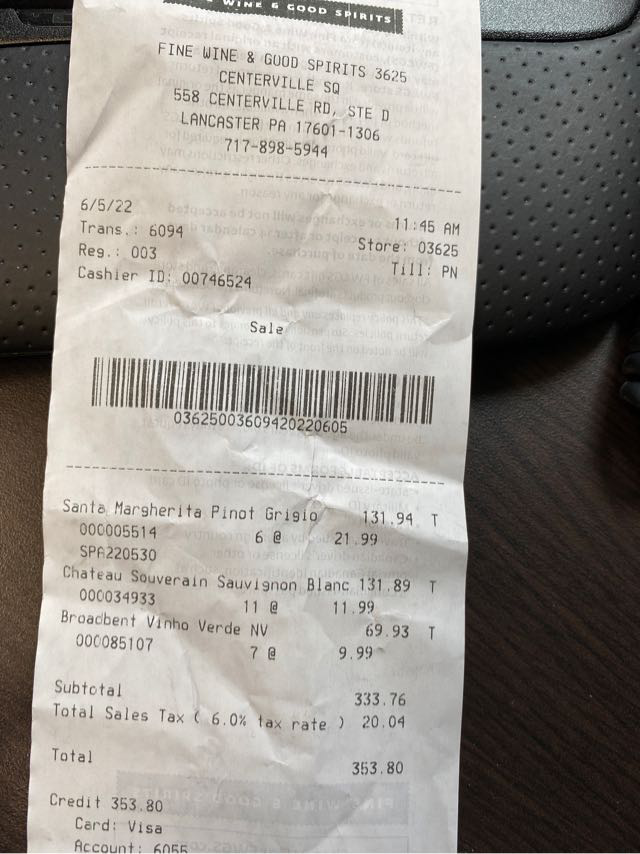 WINE & GOOD SPIRITS
FINE WINE & GOOD SPIRITS 3625
CENTERVILLE SQ
558 CENTERVILLE RD, STE D
LANCASTER PA 17601-1306
717-898-5944
6/5/22 11:45 AM
Trans.: 6094 Store: 03625
Reg.: 003 Till: PN
Cashier ID: 00746524
Sale
03625003609420220605
Santa Margherita Pinot Grigio 131.94 T
000005514 6 @ 21.99
SPA220530
Chateau Souverain Sauvignon Blanc 131.89 T
000034933 11 @ 11.99
Broadbent Vinho Verde NV 69.93 T
000085107 7 @ 9.99
Subtotal 333.76
Total Sales Tax ( 6.0% tax rate ) 20.04
Total 353.80
Credit 353.80
Card: Visa
Account: 6055